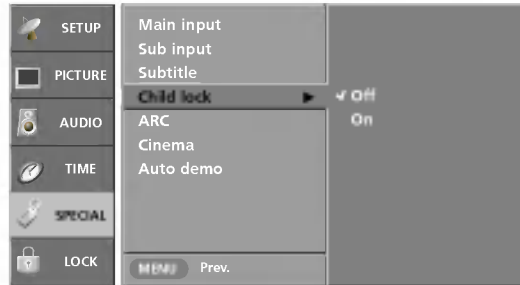 SETUP
PICTURE
AUDIO
TIME
SPECIAL
LOCK
Main input
Sub input
Subtitle
Child lock
ARC
Cinema
Auto demo
MENU Prev.
Off
On